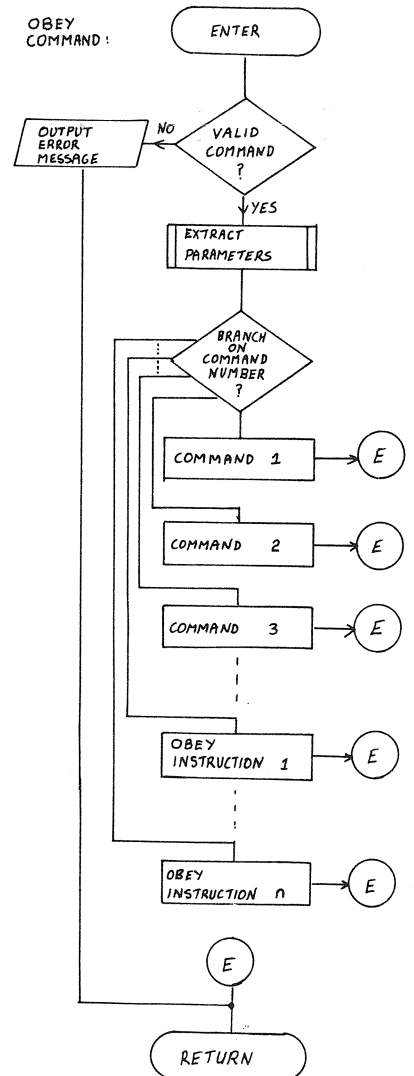 OBEY
COMMAND:
ENTER
VALID
COMMAND
?
NO
OUTPUT
ERROR
MESSAGE
YES
EXTRACT
PARAMETERS
BRANCH
ON
COMMAND
NUMBER
?
COMMAND 1
E
COMMAND 2
E
COMMAND 3
E
OBEY
INSTRUCTION 1
E
OBEY
INSTRUCTION n
E
E
RETURN